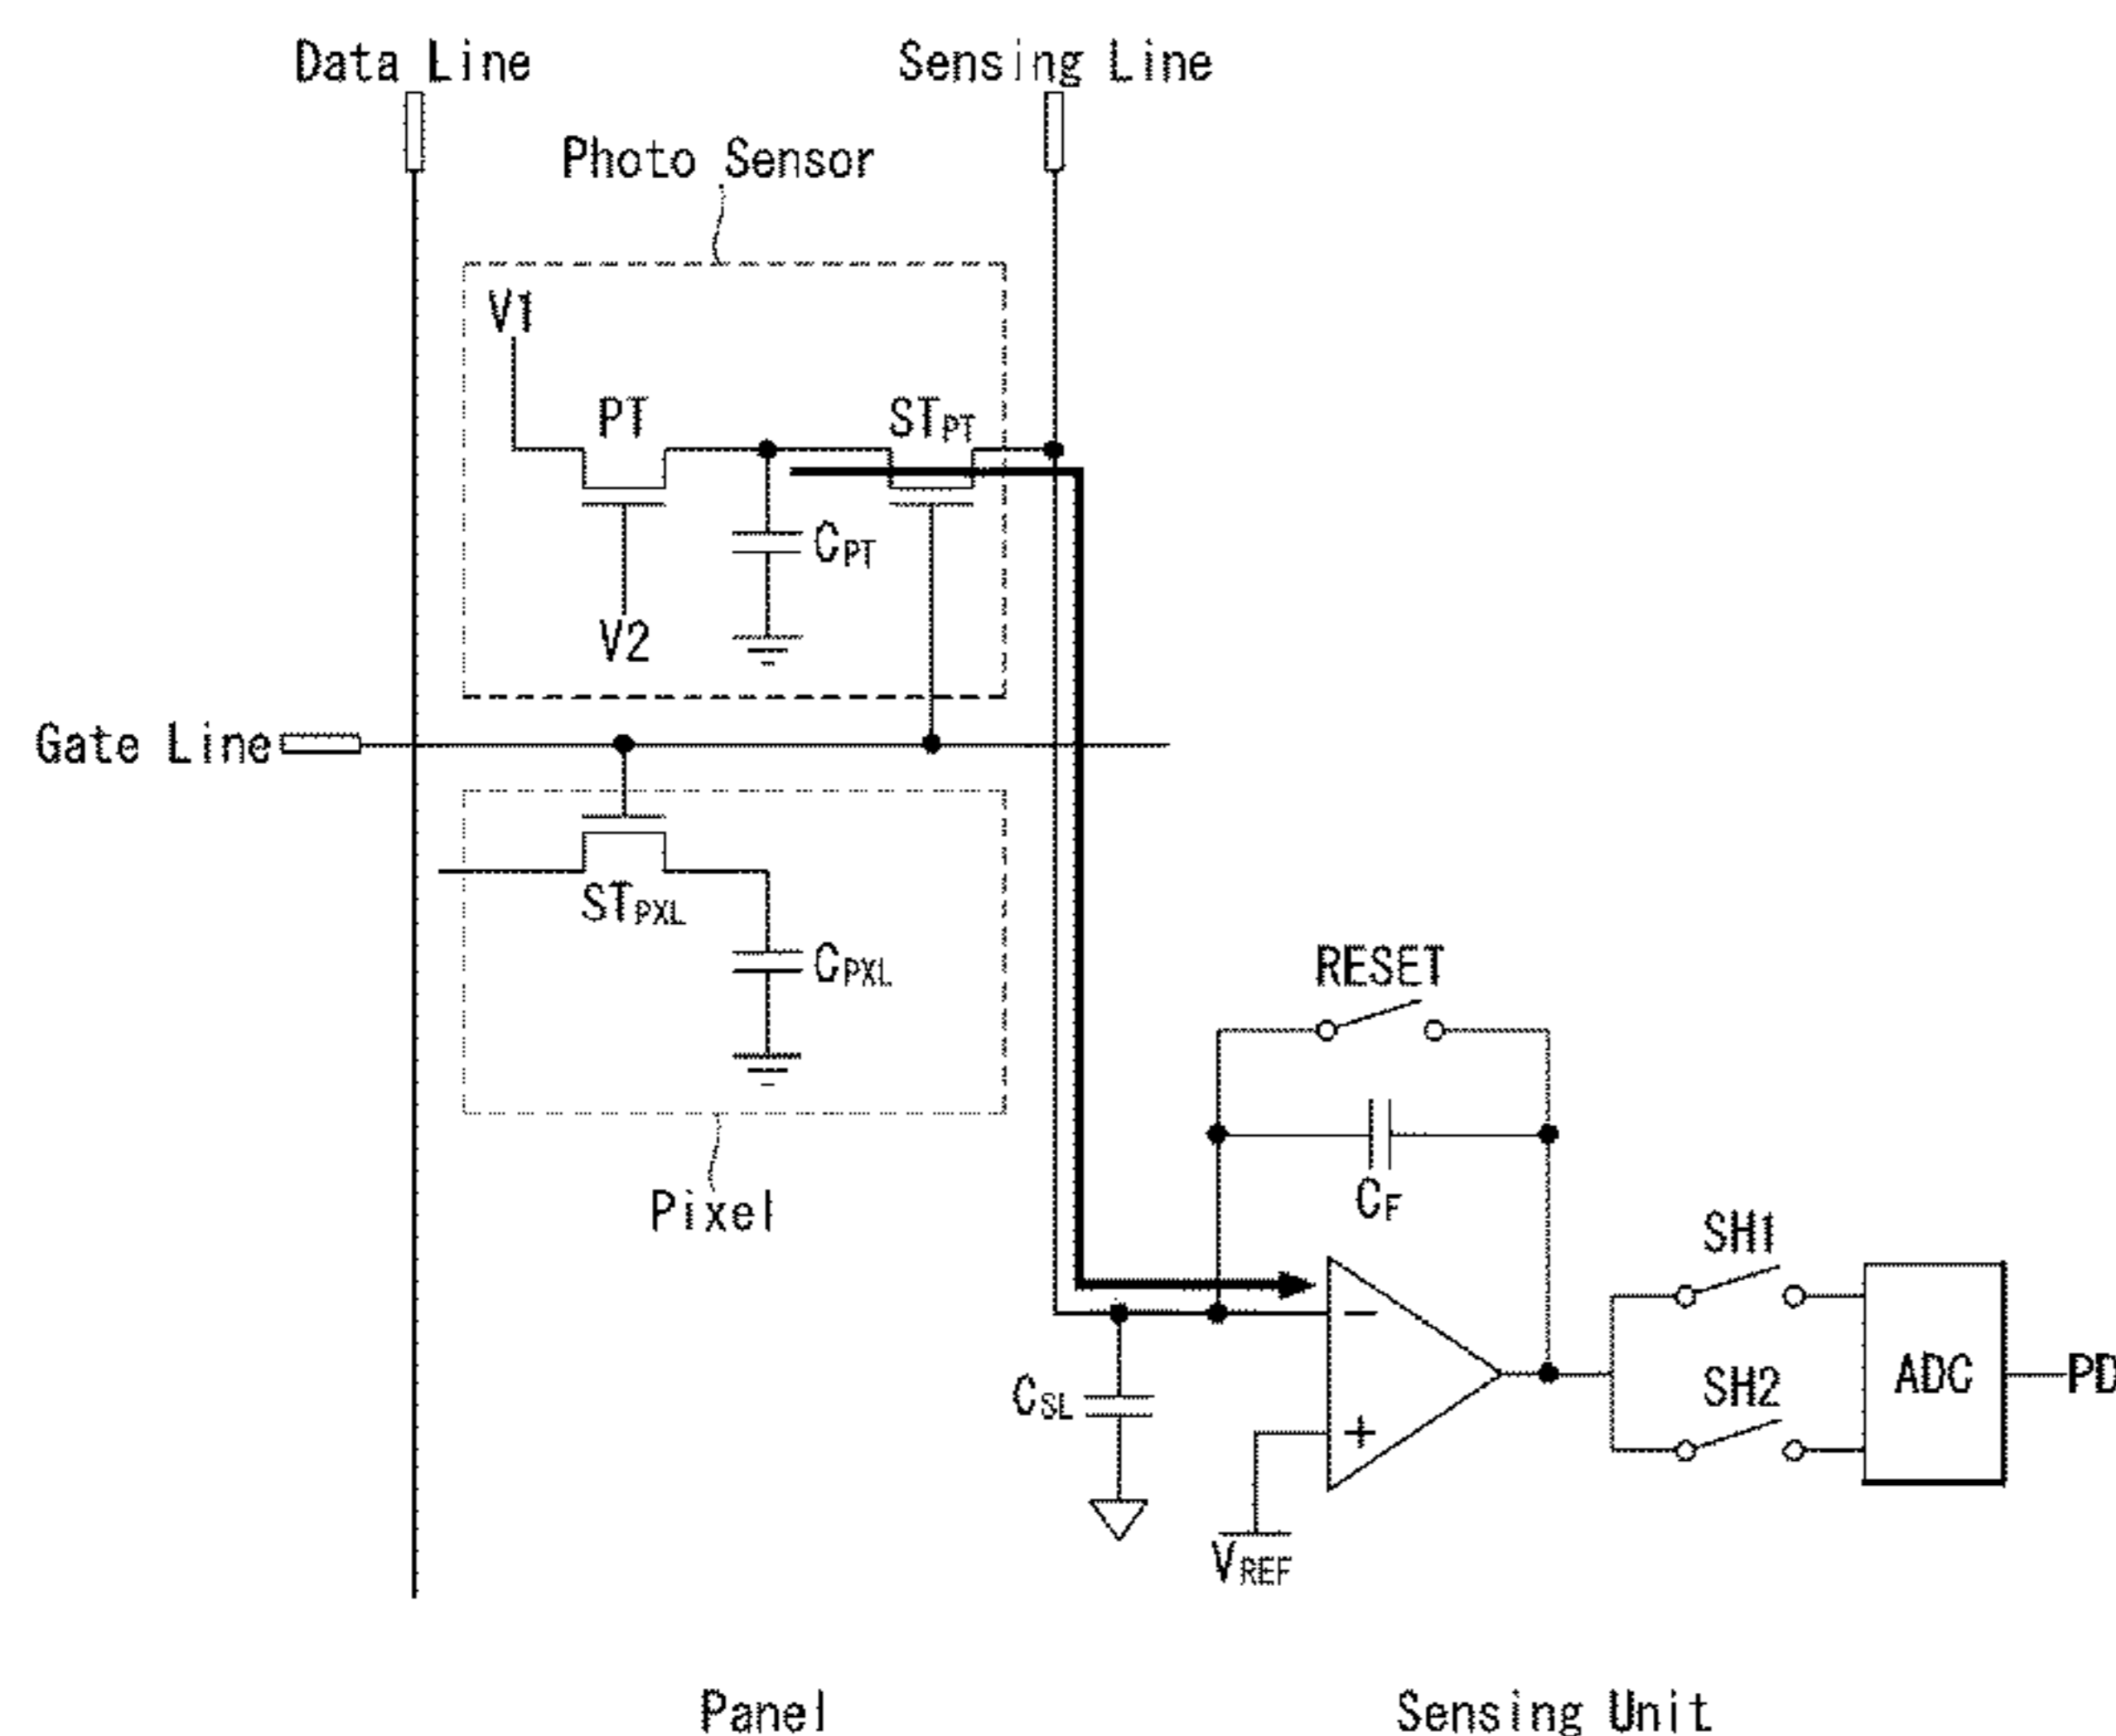 Data Line
Sensing Line
Photo Sensor
V1
PT
STPT
CPT
V2
Gate Line
STPXL
CPXL
Pixel
RESET
CF
SH1
SH2
ADC
PD
CSL
−
+
VREF
Panel
Sensing Unit